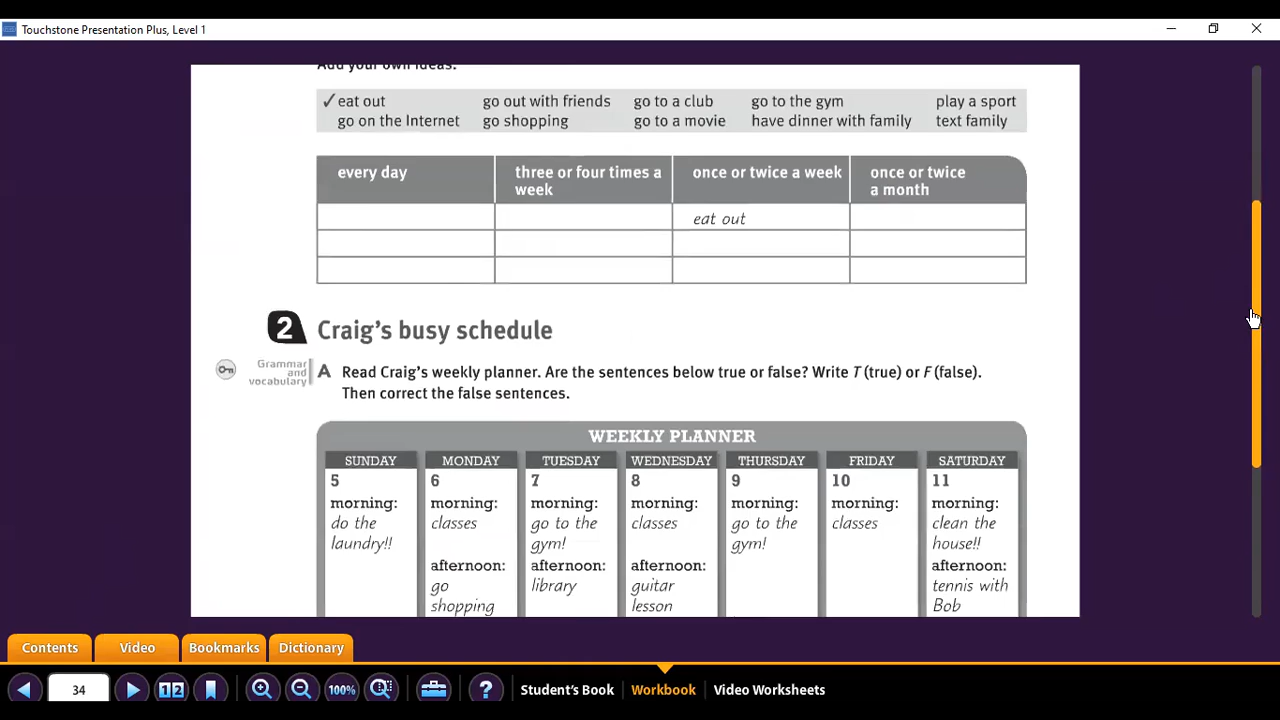 Touchstone Presentation Plus, Level 1
Add your own ideas.
✓eat out go out with friends go to a club go to the gym play a sport
go on the Internet go shopping go to a movie have dinner with family text family
every day three or four times a week once or twice a week once or twice a month
eat out
2 Craig's busy schedule
Grammar and vocabulary
A Read Craig's weekly planner. Are the sentences below true or false? Write T (true) or F (false).
Then correct the false sentences.
WEEKLY PLANNER
SUNDAY MONDAY TUESDAY WEDNESDAY THURSDAY FRIDAY SATURDAY
5 6 7 8 9 10 11
morning: morning: morning: morning: morning: morning: morning:
do the classes go to the classes go to the classes clean the
laundry!! gym! gym! house!!
afternoon: afternoon: afternoon: afternoon:
go library guitar tennis with
shopping lesson Bob
Contents Video Bookmarks Dictionary
34 12 100% ? Student's Book Workbook Video Worksheets